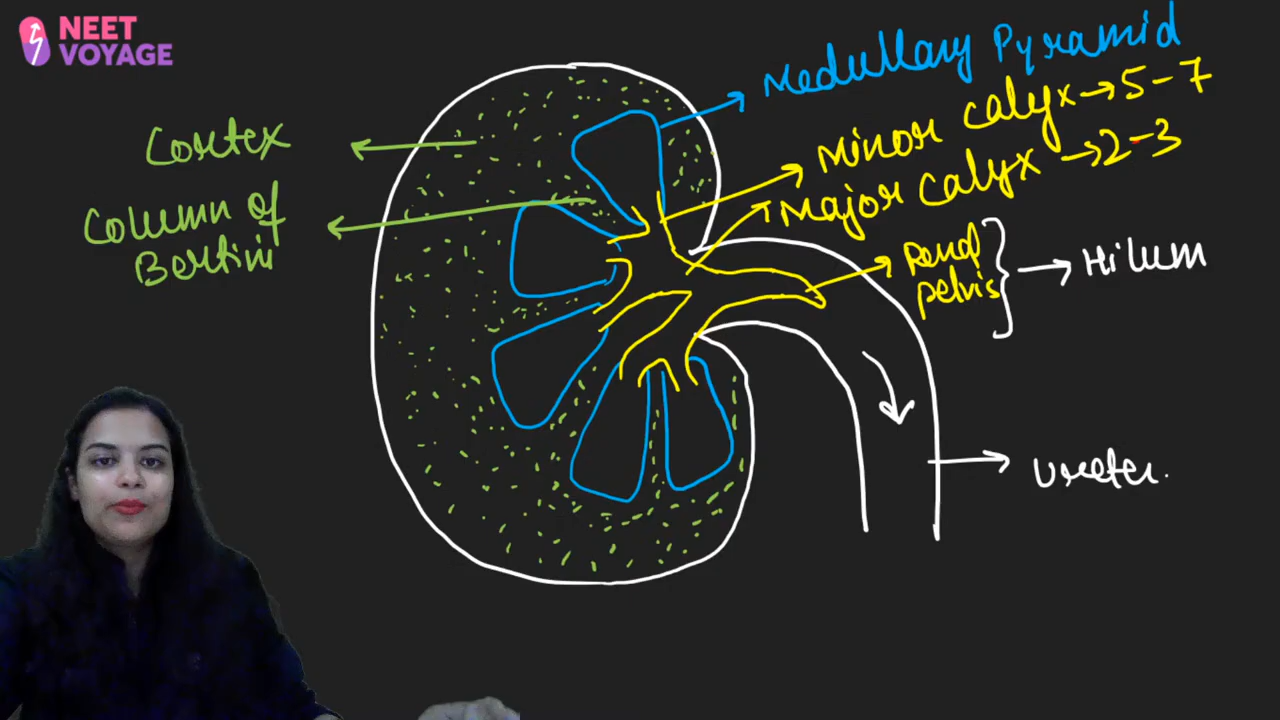 NEET
VOYAGE
Medullary Pyramid
Minor calyx → 5-7
Major calyx → 2-3
Cortex
Column of
Bertini
Renal
pelvis
Hilum
Ureter.